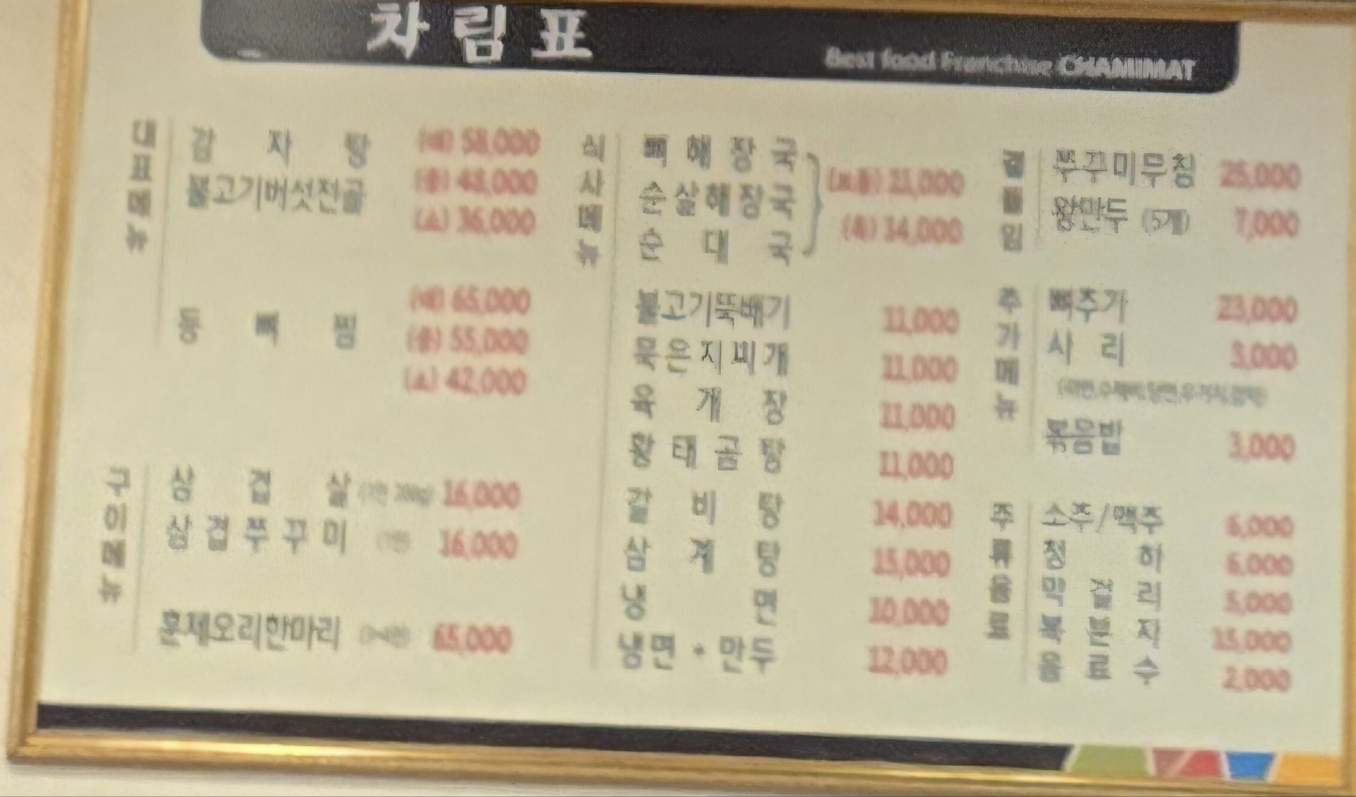 차림표
Best food Franchise CHAMIMAT
대표메뉴
감자탕 (대) 58,000
불고기버섯전골 (중) 48,000
(소) 36,000
등뼈찜 (대) 65,000
(중) 55,000
(소) 42,000
구이메뉴
삼겹살 16,000
삼겹쭈꾸미 16,000
훈제오리한마리 65,000
식사메뉴
뼈해장국 (보통) 11,000
순살해장국 (특) 14,000
순대국
불고기뚝배기 11,000
묵은지찌개 11,000
육개장 11,000
황태곰탕 11,000
갈비탕 14,000
삼계탕 15,000
냉면 10,000
냉면 + 만두 12,000
곁들임
쭈꾸미무침 25,000
왕만두 (5개) 7,000
추가메뉴
뼈추가 23,000
사리 3,000
볶음밥 3,000
주류음료
소주/맥주 6,000
청하 6,000
막걸리 5,000
복분자 15,000
음료수 2,000